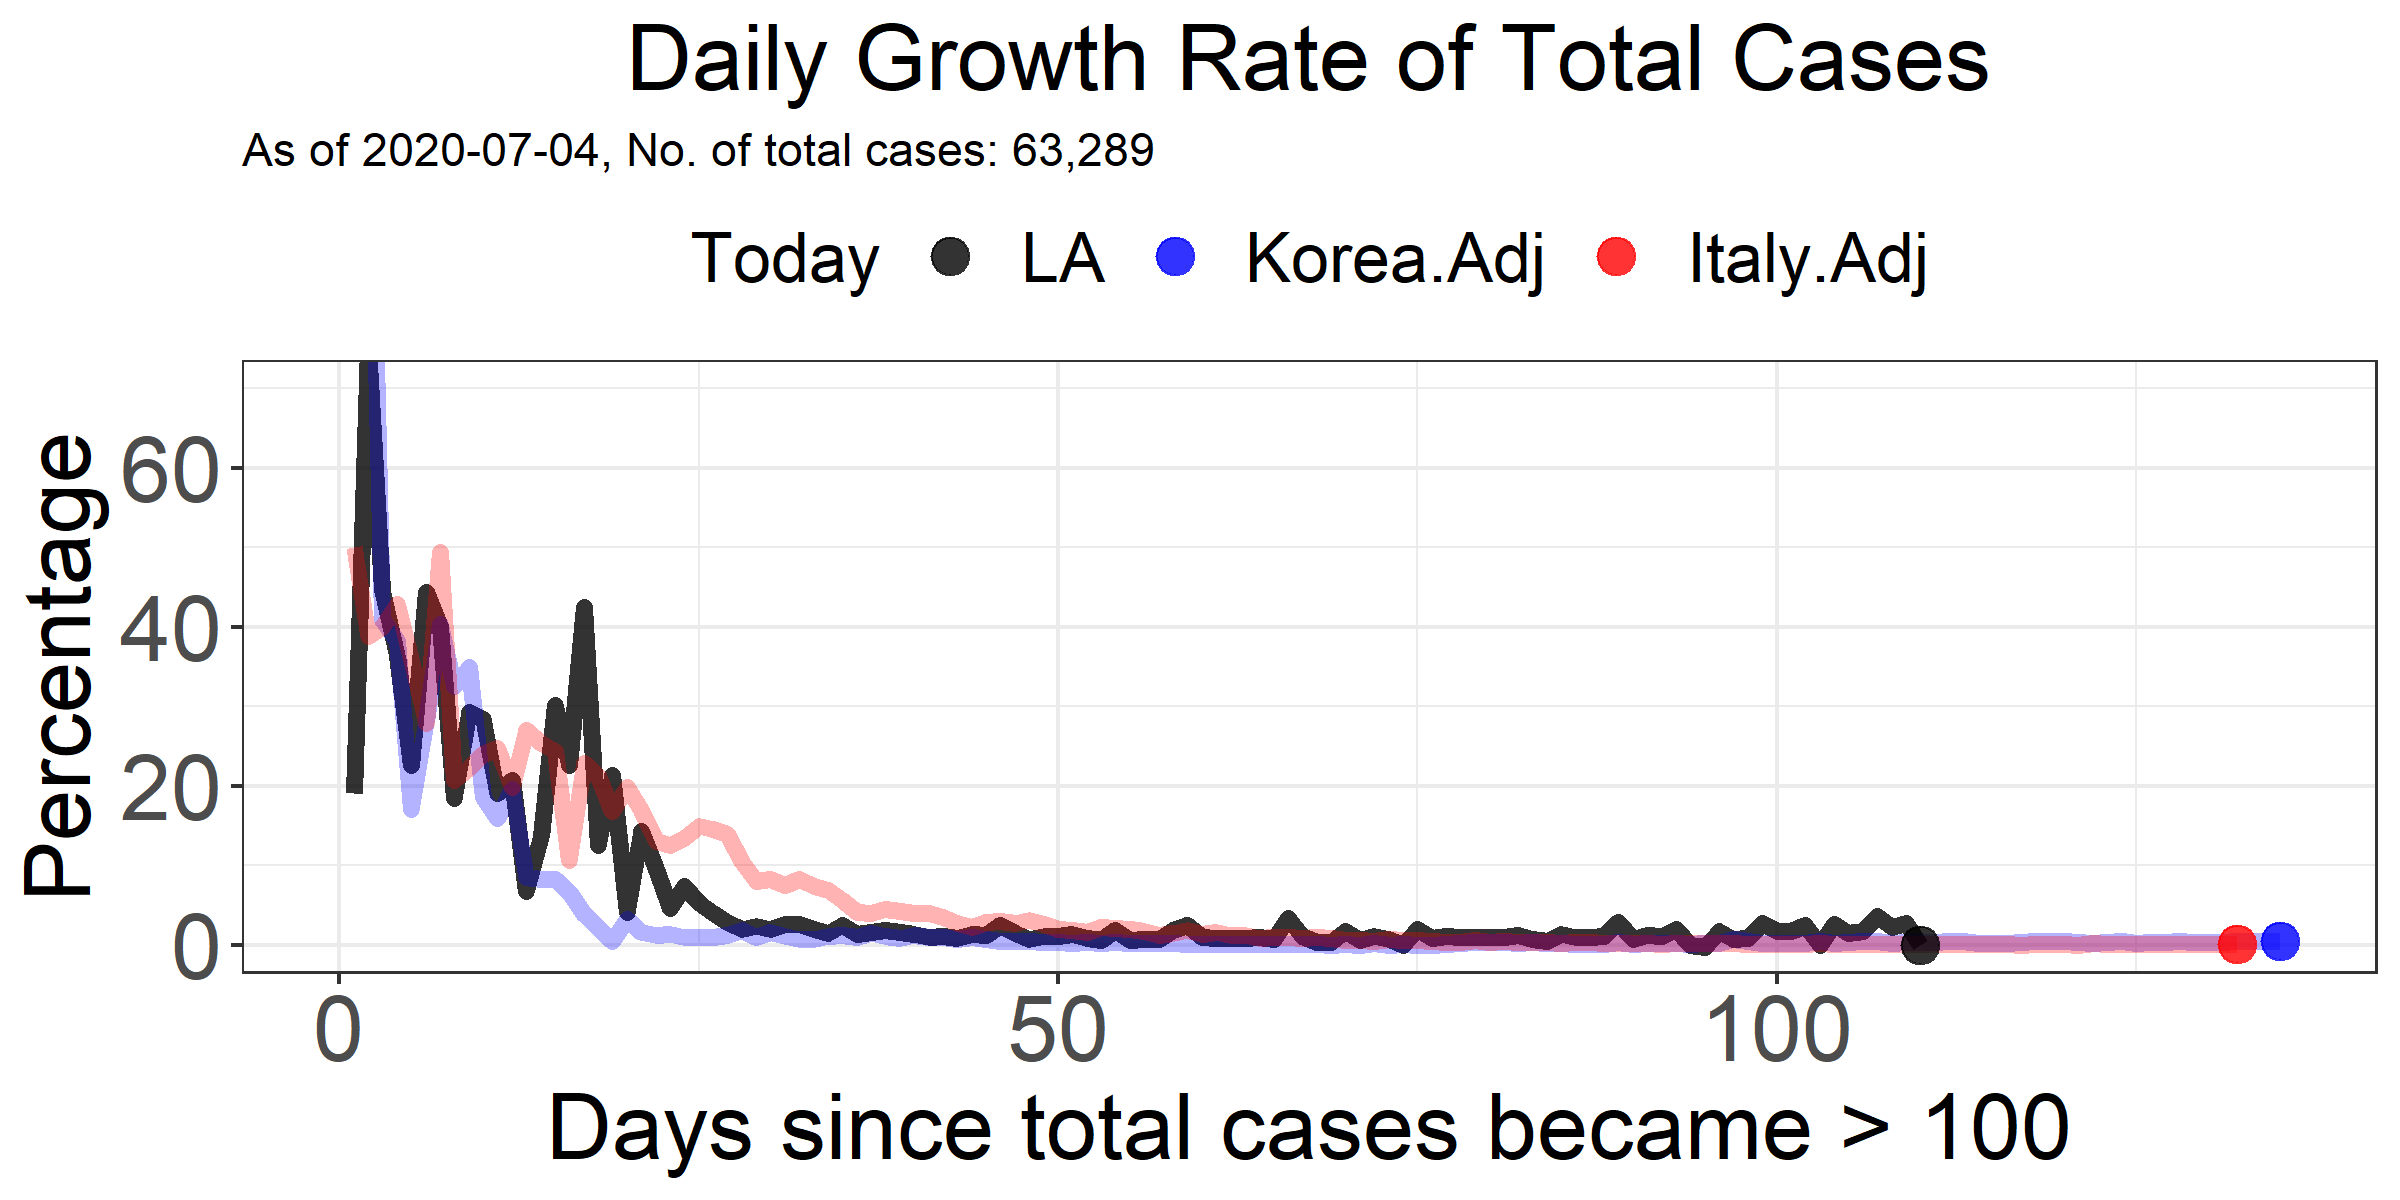 Daily Growth Rate of Total Cases
As of 2020-07-04, No. of total cases: 63,289
Today LA Korea.Adj Italy.Adj
Percentage
60
40
20
0
0 50 100
Days since total cases became > 100